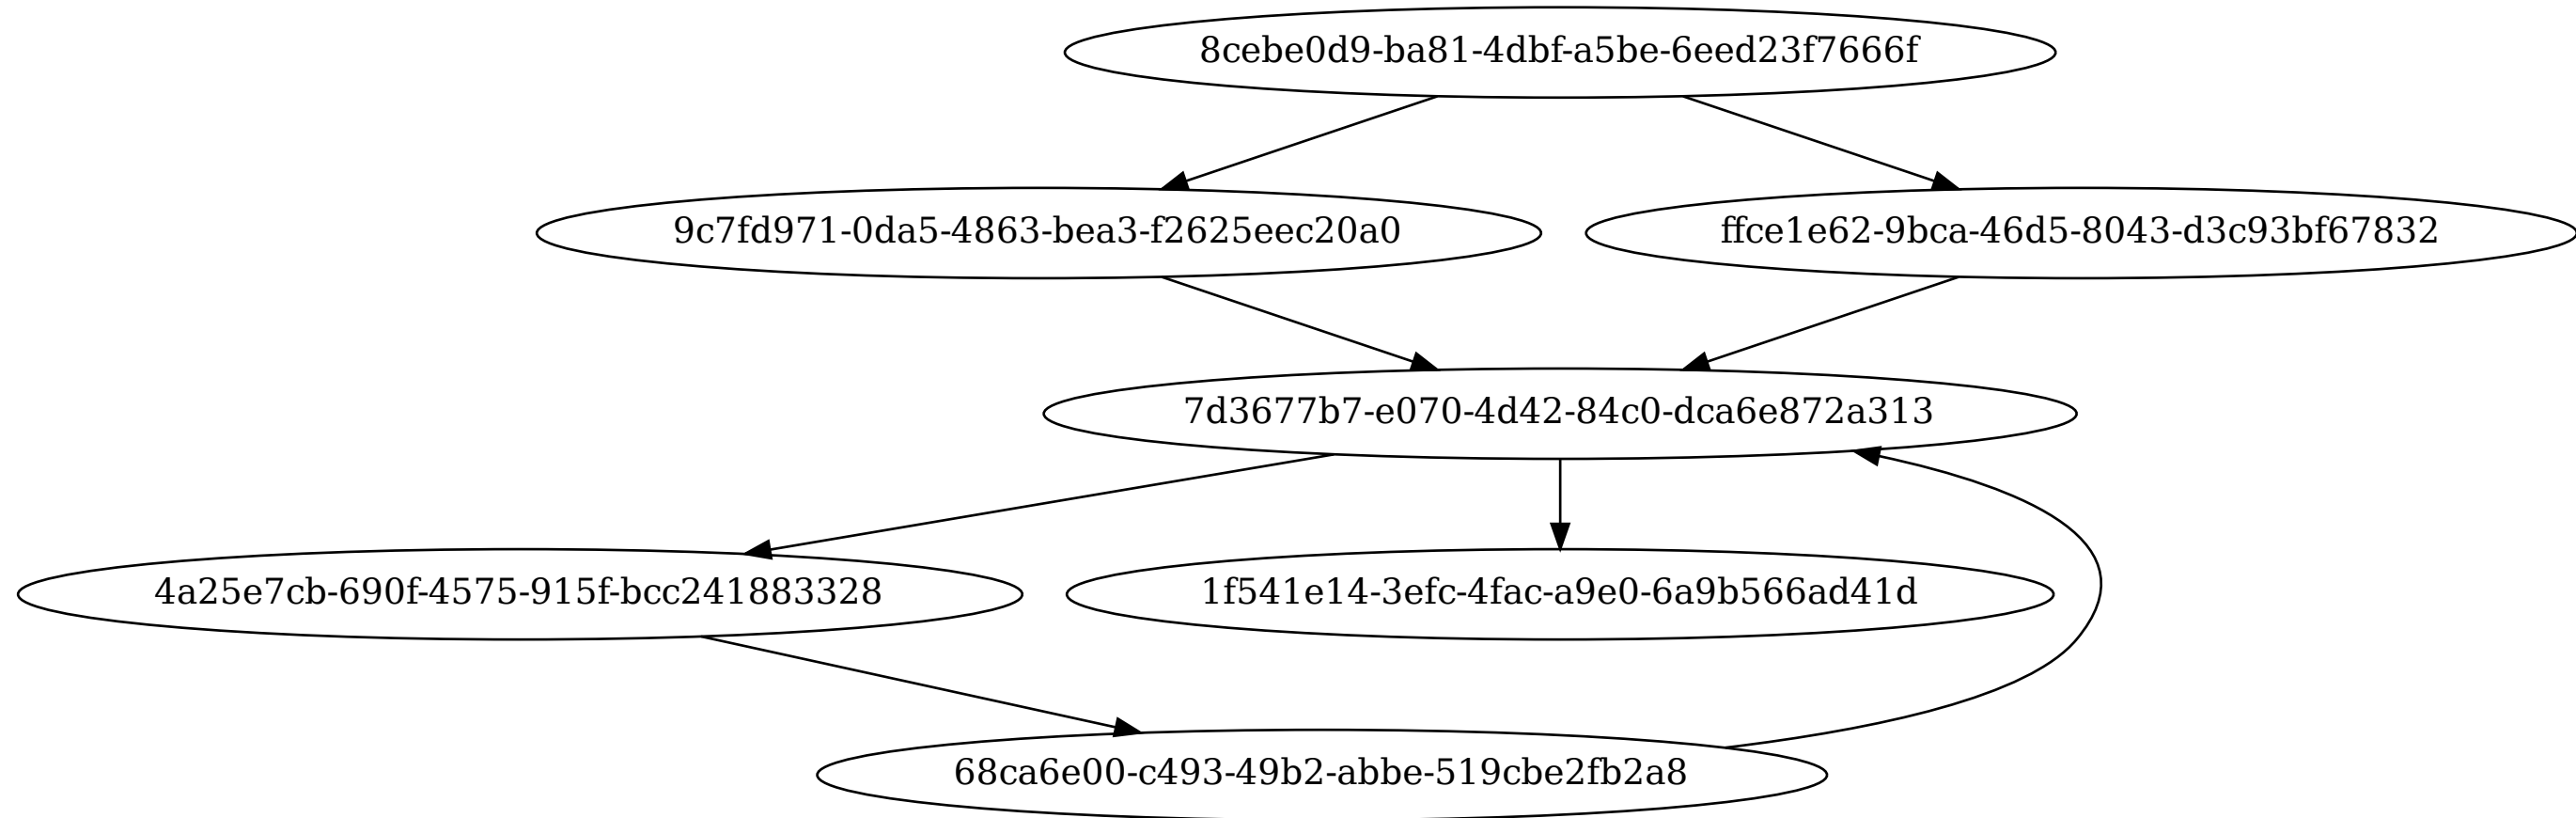 8cebe0d9-ba81-4dbf-a5be-6eed23f7666f
9c7fd971-0da5-4863-bea3-f2625eec20a0
ffce1e62-9bca-46d5-8043-d3c93bf67832
7d3677b7-e070-4d42-84c0-dca6e872a313
4a25e7cb-690f-4575-915f-bcc241883328
1f541e14-3efc-4fac-a9e0-6a9b566ad41d
68ca6e00-c493-49b2-abbe-519cbe2fb2a8